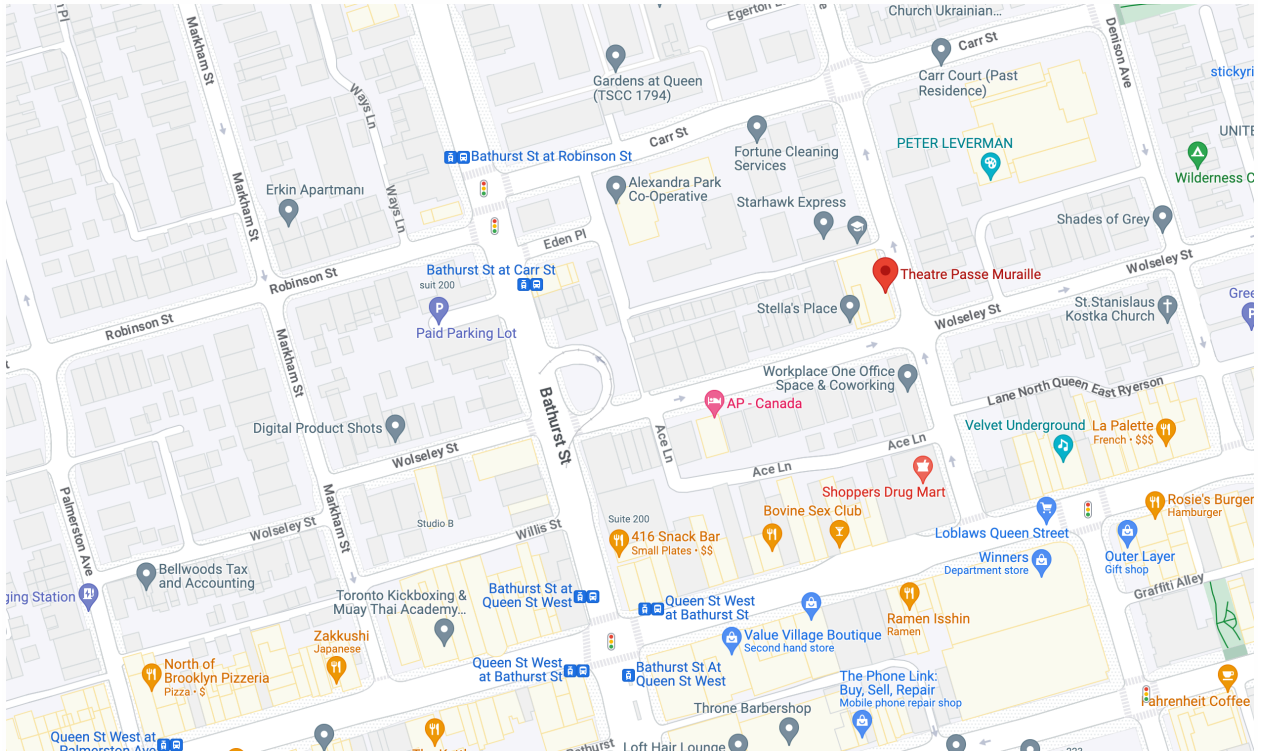 Markham St
Egerton
Church Ukrainian...
Carr St
Denison Ave
Gardens at Queen
(TSCC 1794)
Carr Court (Past
Residence)
stickyri
Ways Ln
Carr St
Fortune Cleaning
Services
PETER LEVERMAN
UNITE
Bathurst St at Robinson St
Wilderness C
Markham St
Erkin Apartmanı
Ways Ln
Alexandra Park
Co-Operative
Starhawk Express
Shades of Grey
Eden Pl
Robinson St
Bathurst St at Carr St
suit 200
Paid Parking Lot
Theatre Passe Muraille
Wolseley St
Stella's Place
Wolseley St
St.Stanislaus
Kostka Church
Gree
Robinson St
Markham St
Workplace One Office
Space & Coworking
Lane North Queen East Ryerson
AP - Canada
Bathurst St
Digital Product Shots
Ace Ln
Ace Ln
Velvet Underground
La Palette
French • $$$
Wolseley St
Ace Ln
Shoppers Drug Mart
Palmerston Ave
Markham St
Studio B
Willis St
Wolseley St
Suite 200
416 Snack Bar
Small Plates • $$
Bovine Sex Club
Loblaws Queen Street
Rosie's Burger
Hamburger
Winners
Department store
Outer Layer
Gift shop
Graffiti Alley
Bellwoods Tax
and Accounting
ging Station
Toronto Kickboxing &
Muay Thai Academy...
Bathurst St at
Queen St West
Queen St West
at Bathurst St
Ramen Isshin
Ramen
Value Village Boutique
Second hand store
Zakkushi
Japanese
North of
Brooklyn Pizzeria
Pizza • $
Queen St West
at Bathurst St
Bathurst St At
Queen St West
The Phone Link:
Buy, Sell, Repair
Mobile phone repair shop
Fahrenheit Coffee
Throne Barbershop
Queen St West at
Palmerston Ave
Bathurst
Loft Hair Lounge